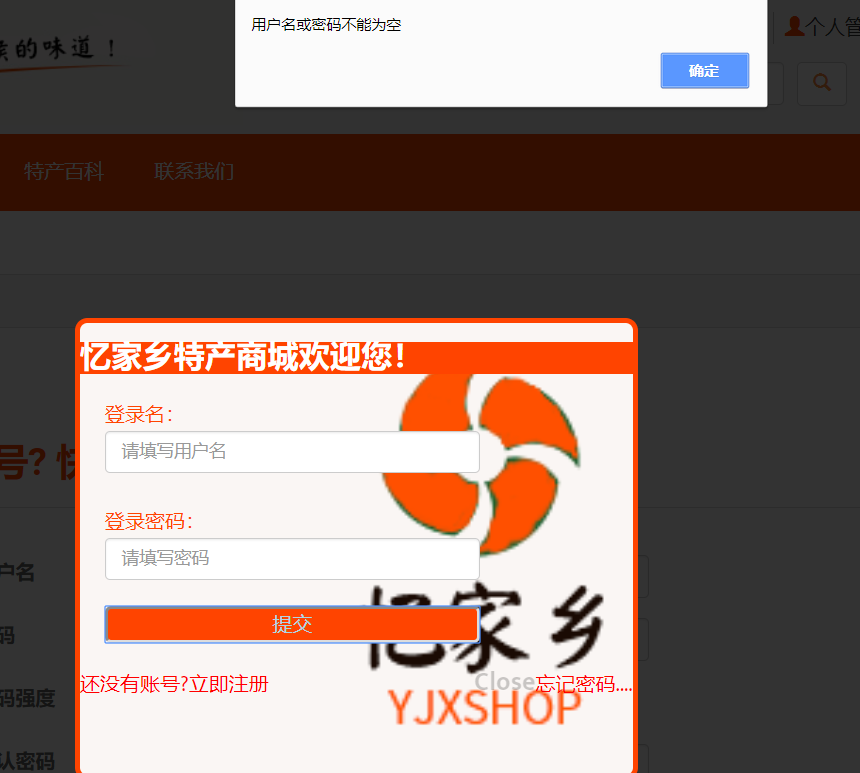 用户名或密码不能为空
个人管
的味道！
确定
特产百科
联系我们
忆家乡特产商城欢迎您!
登录名:
请填写用户名
号? 快
登录密码:
请填写密码
户名
提交
忆家乡
码
还没有账号?立即注册
Close
忘记密码....
码强度
YJXSHOP
认密码